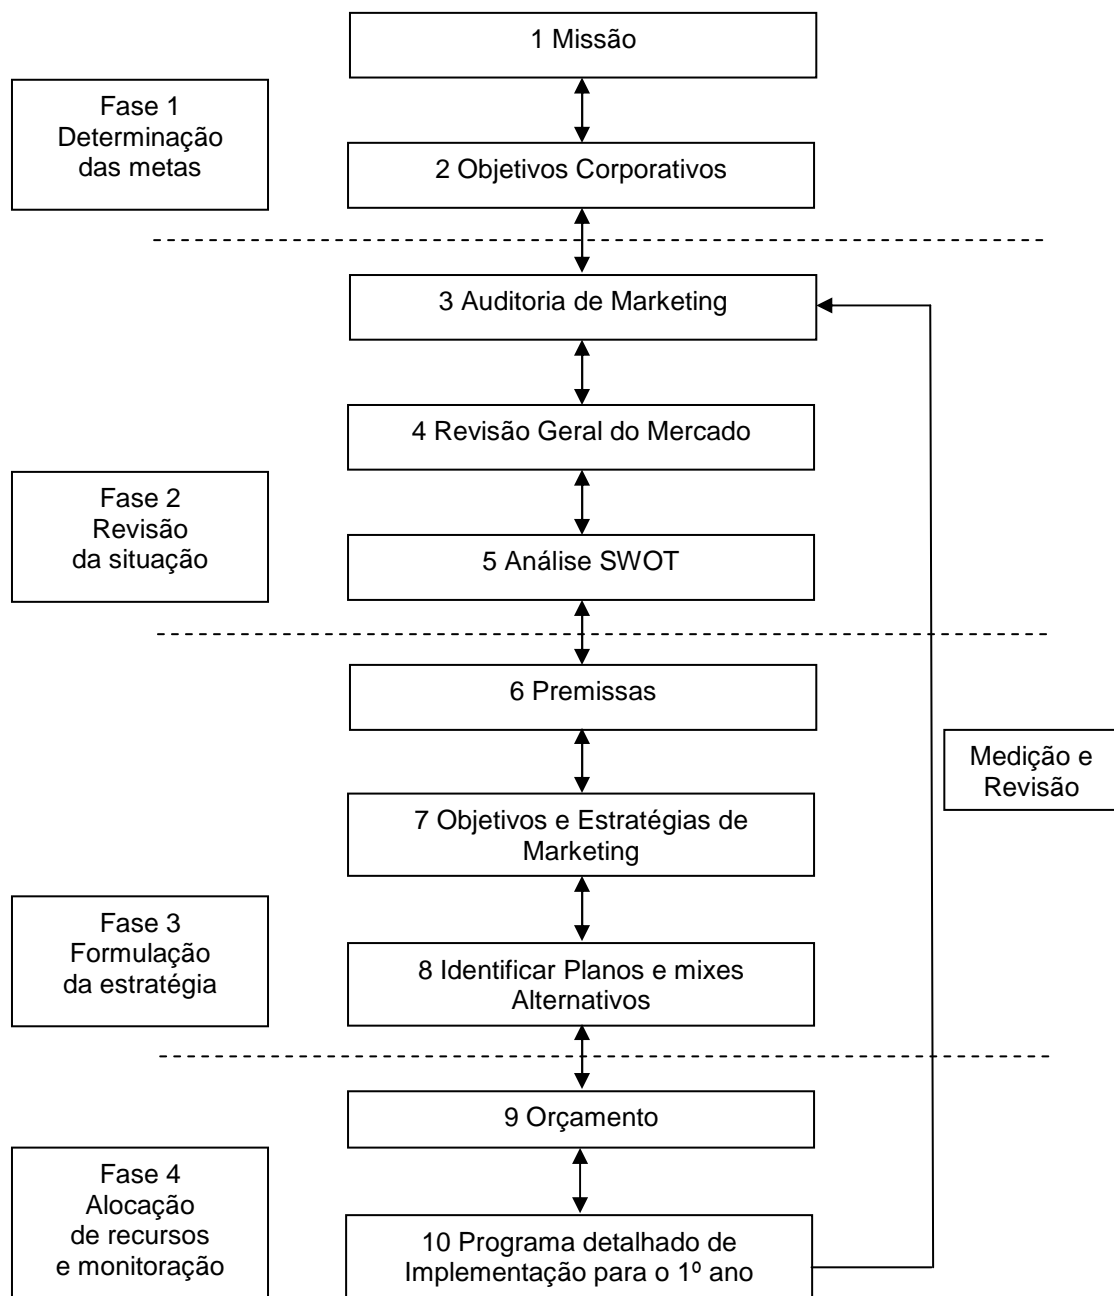 1 Missão
Fase 1
Determinação
das metas
2 Objetivos Corporativos
3 Auditoria de Marketing
4 Revisão Geral do Mercado
Fase 2
Revisão
da situação
5 Análise SWOT
6 Premissas
Medição e
Revisão
7 Objetivos e Estratégias de
Marketing
Fase 3
Formulação
da estratégia
8 Identificar Planos e mixes
Alternativos
9 Orçamento
Fase 4
Alocação
de recursos
e monitoração
10 Programa detalhado de
Implementação para o 1º ano